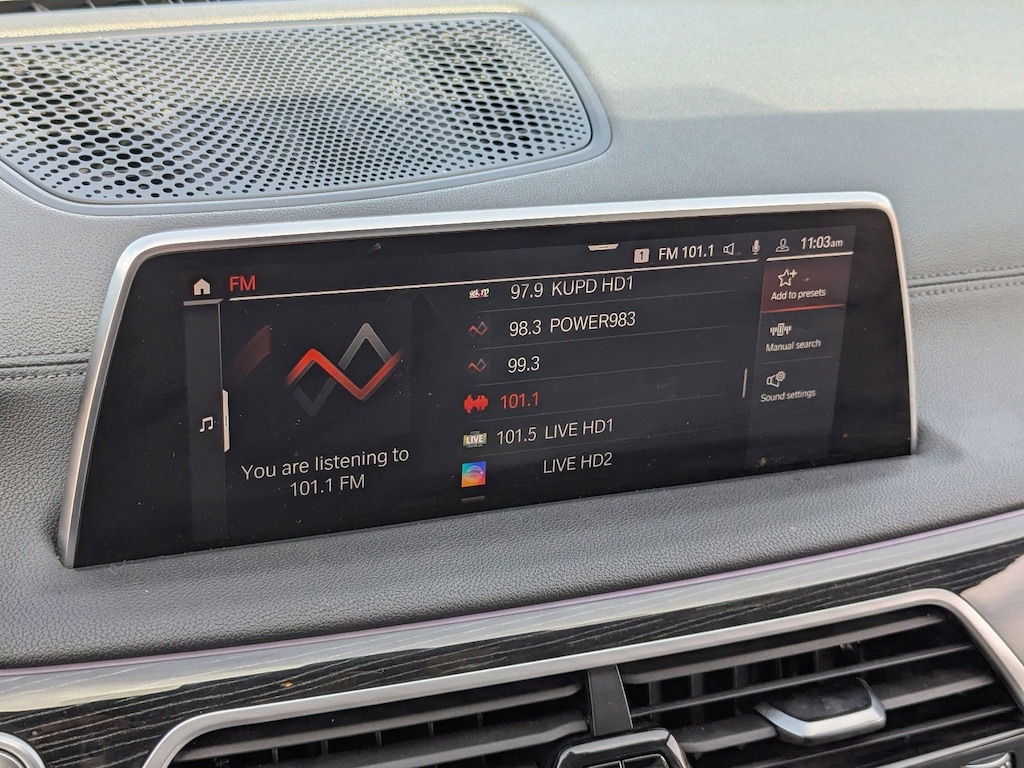 1 FM 101.1 11:03am
FM
97.9 KUPD HD1
98.3 POWER983
99.3
101.1
LIVE 101.5 LIVE HD1
LIVE HD2
You are listening to
101.1 FM
Add to presets
Manual search
Sound settings